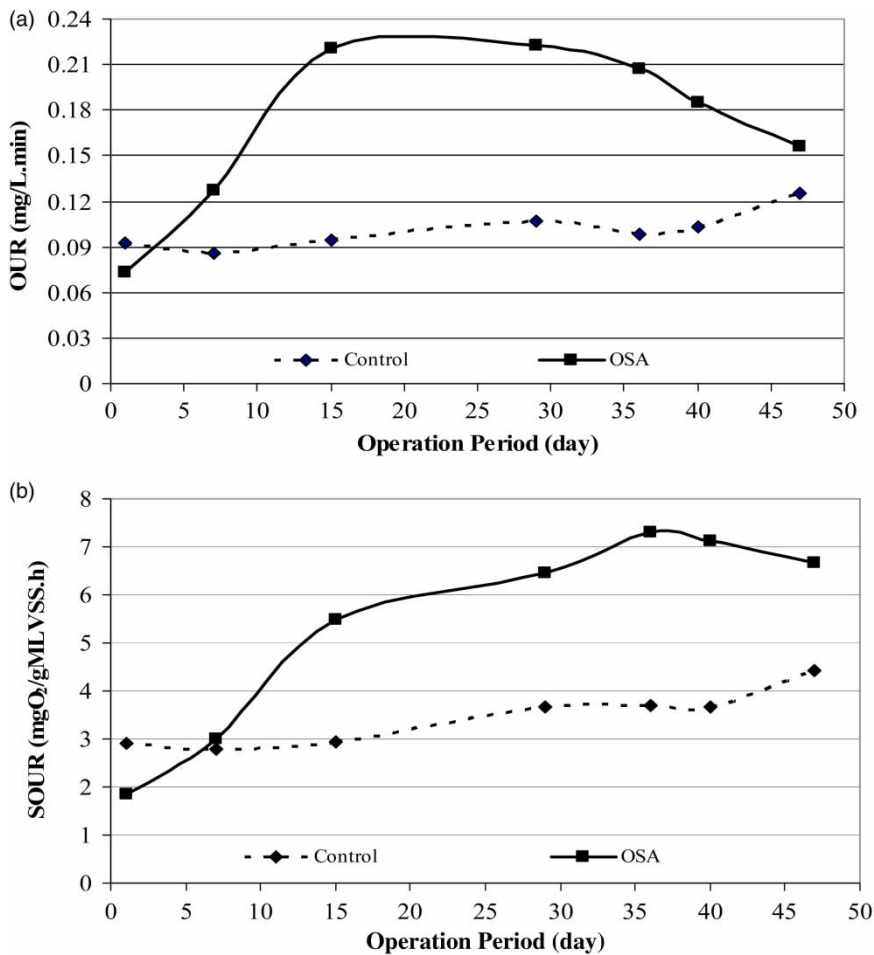 (a)
0.24
0.21
0.18
0.15
0.12
0.09
0.06
0.03
0
OUR (mg/L.min)
Control OSA
0 5 10 15 20 25 30 35 40 45 50
Operation Period (day)
(b)
8
7
6
5
4
3
2
1
0
SOUR (mgO₂/gMLVSS.h)
Control OSA
0 5 10 15 20 25 30 35 40 45 50
Operation Period (day)